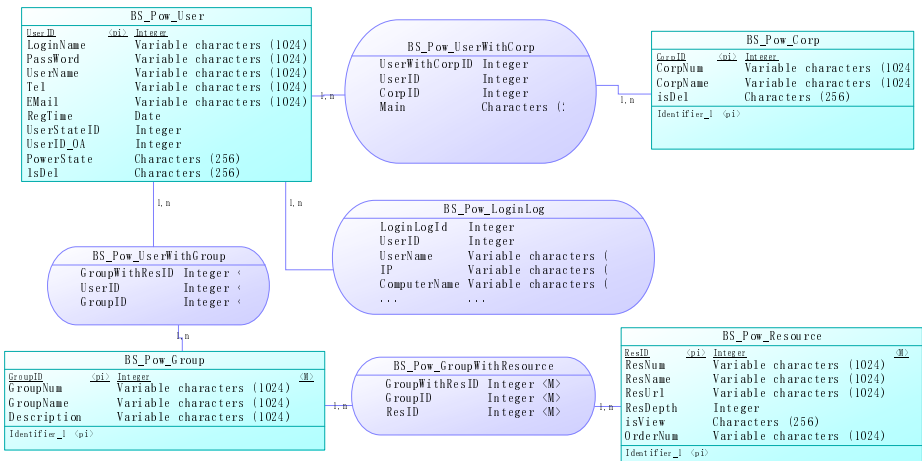 BS_Pow_User
UserID <pi> Integer
LoginName Variable characters (1024)
PassWord Variable characters (1024)
UserName Variable characters (1024)
Tel Variable characters (1024)
EMail Variable characters (1024)
RegTime Date
UserStateID Integer
UserID_OA Integer
PowerState Characters (256)
lsDel Characters (256)
1,n
BS_Pow_UserWithCorp
UserWithCorpID Integer
UserID Integer
CorpID Integer
Main Characters (
1,n
BS_Pow_Corp
CorpID <pi> Integer
CorpNum Variable characters (1024
CorpName Variable characters (1024
isDel Characters (256)
Identifier_1 <pi>
1,n
1,n
BS_Pow_LoginLog
LoginLogId Integer
UserID Integer
UserName Variable characters (
IP Variable characters (
ComputerName Variable characters (
... ...
BS_Pow_UserWithGroup
GroupWithResID Integer <
UserID Integer <
GroupID Integer <
1,n
BS_Pow_Group
GroupID <pi> Integer <M>
GroupNum Variable characters (1024)
GroupName Variable characters (1024)
Description Variable characters (1024)
Identifier_1 <pi>
1,n
BS_Pow_GroupWithResource
GroupWithResID Integer <M>
GroupID Integer <M>
ResID Integer <M>
1,n
BS_Pow_Resource
ResID <pi> Integer <M>
ResNum Variable characters (1024)
ResName Variable characters (1024)
ResUrl Variable characters (1024)
ResDepth Integer
isView Characters (256)
OrderNum Variable characters (1024)
Identifier_1 <pi>